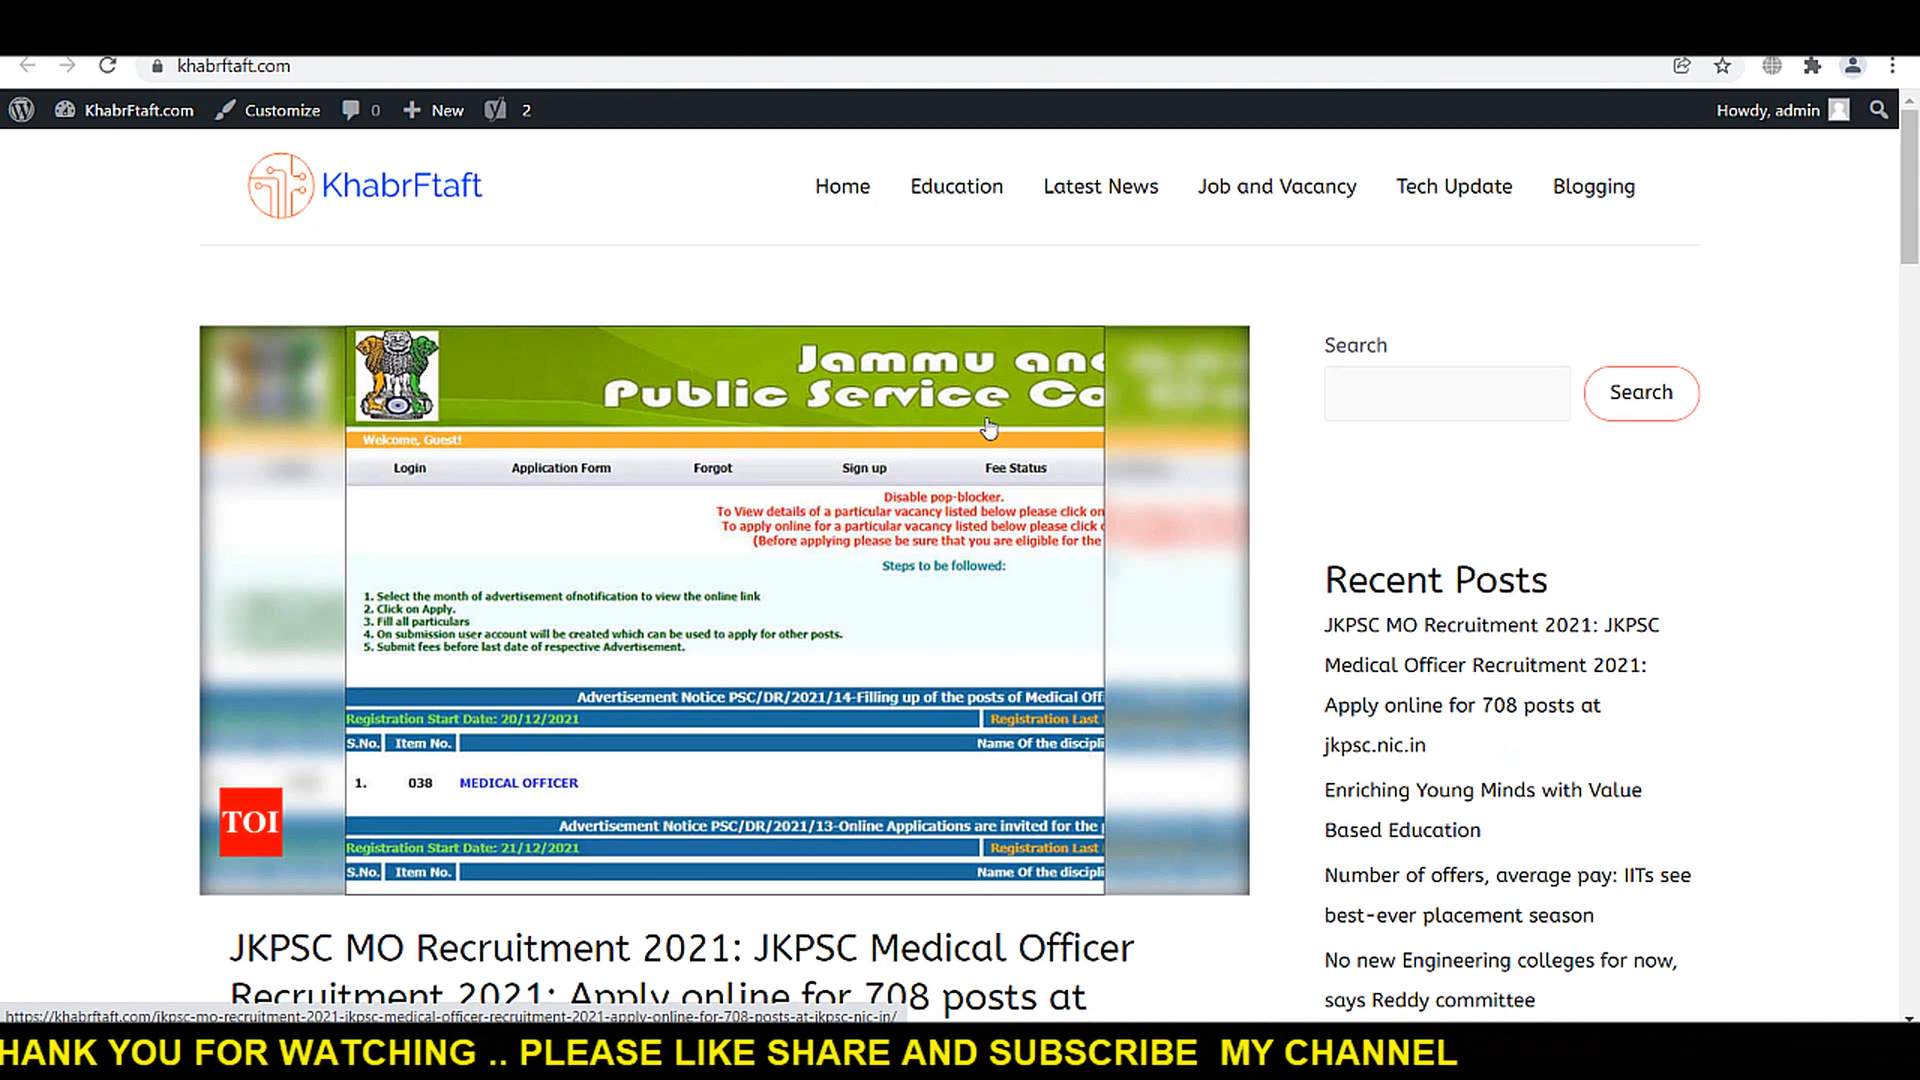 khabrftaft.com
KhabrFtaft.com Customize 0 New 2 Howdy, admin
KhabrFtaft
Home Education Latest News Job and Vacancy Tech Update Blogging
Jammu and
Public Service Co
Welcome, Guest!
Login Application Form Forgot Sign up Fee Status
Disable pop-blocker.
To View details of a particular vacancy listed below please click on
To apply online for a particular vacancy listed below please click
(Before applying please be sure that you are eligible for the
Steps to be followed:
1. Select the month of advertisement ofnotification to view the online link
2. Click on Apply.
3. Fill all particulars
4. On submission user account will be created which can be used to apply for other posts.
5. Submit fees before last date of respective Advertisement.
Advertisement Notice PSC/DR/2021/14-Filling up of the posts of Medical Off
Registration Start Date: 20/12/2021 Registration Last
S.No. Item No. Name Of the discipli
1. 038 MEDICAL OFFICER
Advertisement Notice PSC/DR/2021/13-Online Applications are invited for the
Registration Start Date: 21/12/2021 Registration Last
S.No. Item No. Name Of the discipli
TOI
JKPSC MO Recruitment 2021: JKPSC Medical Officer
Recruitment 2021: Apply online for 708 posts at
Search
Search
Recent Posts
JKPSC MO Recruitment 2021: JKPSC
Medical Officer Recruitment 2021:
Apply online for 708 posts at
jkpsc.nic.in
Enriching Young Minds with Value
Based Education
Number of offers, average pay: IITs see
best-ever placement season
No new Engineering colleges for now,
says Reddy committee
https://khabrftaft.com/jkpsc-mo-recruitment-2021-jkpsc-medical-officer-recruitment-2021-apply-online-for-708-posts-at-jkpsc-nic-in/
HANK YOU FOR WATCHING .. PLEASE LIKE SHARE AND SUBSCRIBE MY CHANNEL